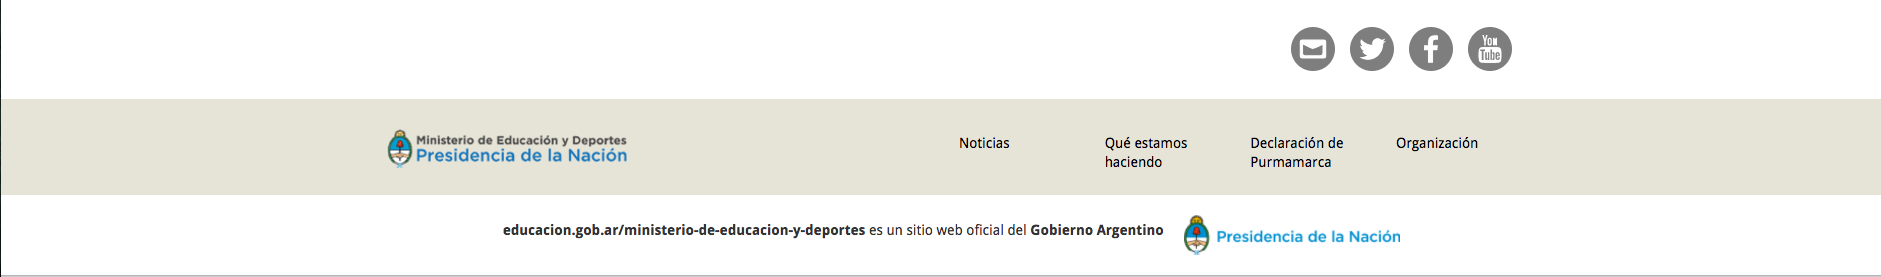 You
Tube
Ministerio de Educación y Deportes
Presidencia de la Nación
Noticias
Qué estamos
haciendo
Declaración de
Purmamarca
Organización
educacion.gob.ar/ministerio-de-educacion-y-deportes es un sitio web oficial del Gobierno Argentino
Presidencia de la Nación